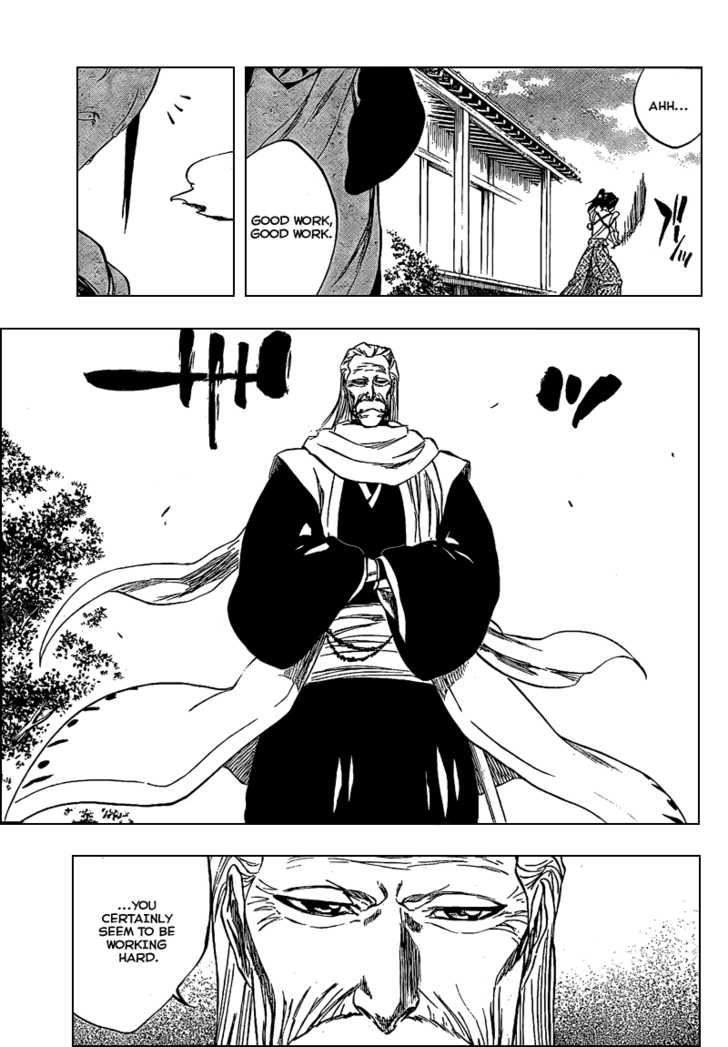 AHH...
GOOD WORK,
GOOD WORK.
...YOU
CERTAINLY
SEEM TO BE
WORKING
HARD.